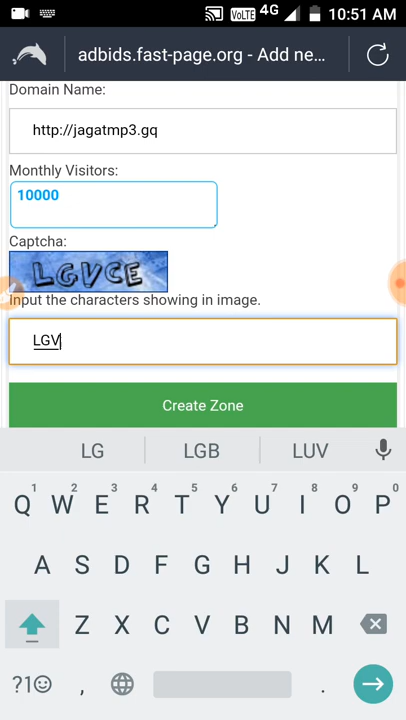 VoLTE 4G 10:51 AM
adbids.fast-page.org - Add ne...
Domain Name:
http://jagatmp3.gq
Monthly Visitors:
10000
Captcha:
LGVCE
Input the characters showing in image.
LGV
Create Zone
LG LGB LUV
1 2 3 4 5 6 7 8 9 0
Q W E R T Y U I O P
A S D F G H J K L
Z X C V B N M
?1☺ , .